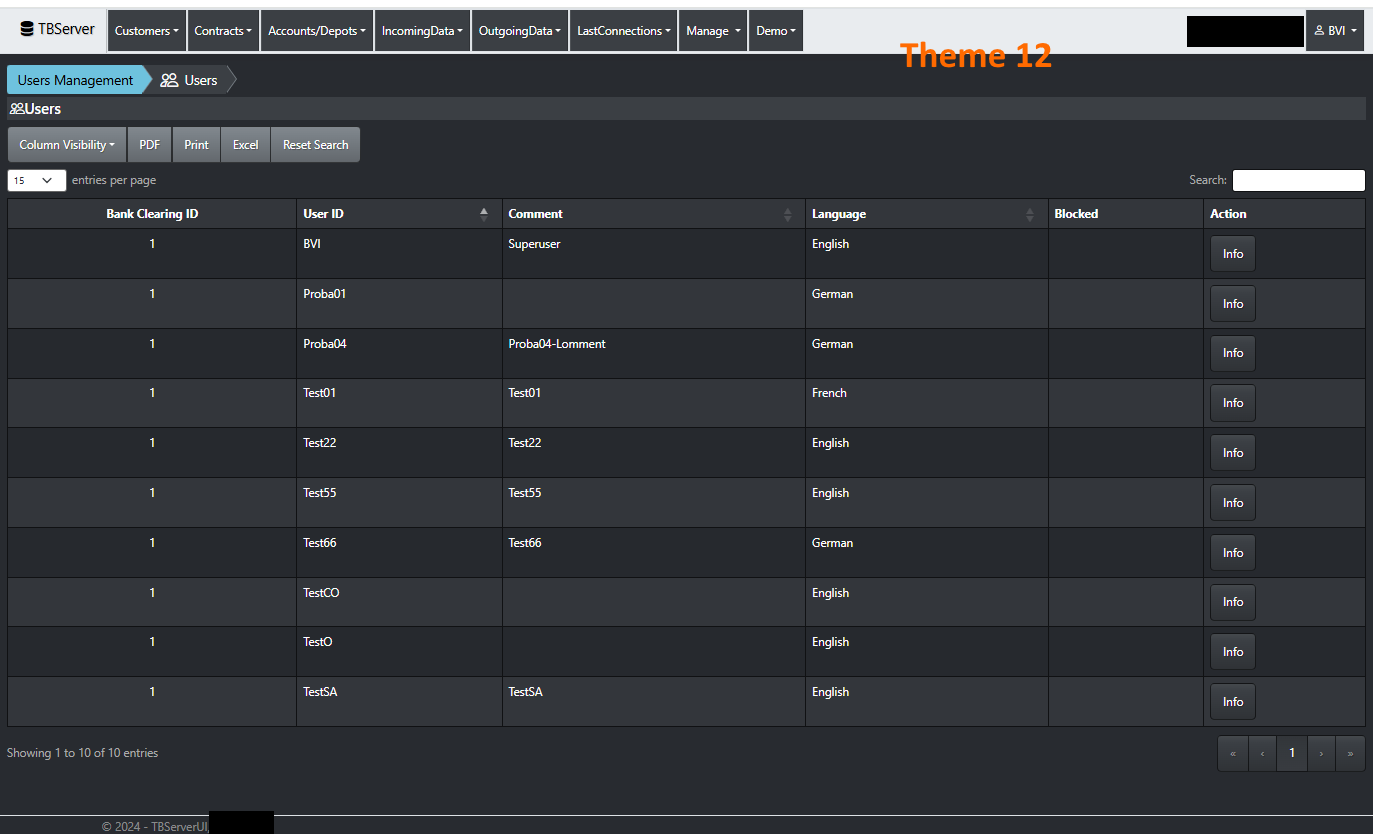 TBServer Customers Contracts Accounts/Depots IncomingData OutgoingData LastConnections Manage Demo BVI
Theme 12
Users Management Users
Users
Column Visibility PDF Print Excel Reset Search
15 entries per page Search:
Bank Clearing ID User ID Comment Language Blocked Action
1 BVI Superuser English Info
1 Proba01 German Info
1 Proba04 Proba04-Lomment German Info
1 Test01 Test01 French Info
1 Test22 Test22 English Info
1 Test55 Test55 English Info
1 Test66 Test66 German Info
1 TestCO English Info
1 TestO English Info
1 TestSA TestSA English Info
Showing 1 to 10 of 10 entries « ‹ 1 › »
© 2024 - TBServerUI,